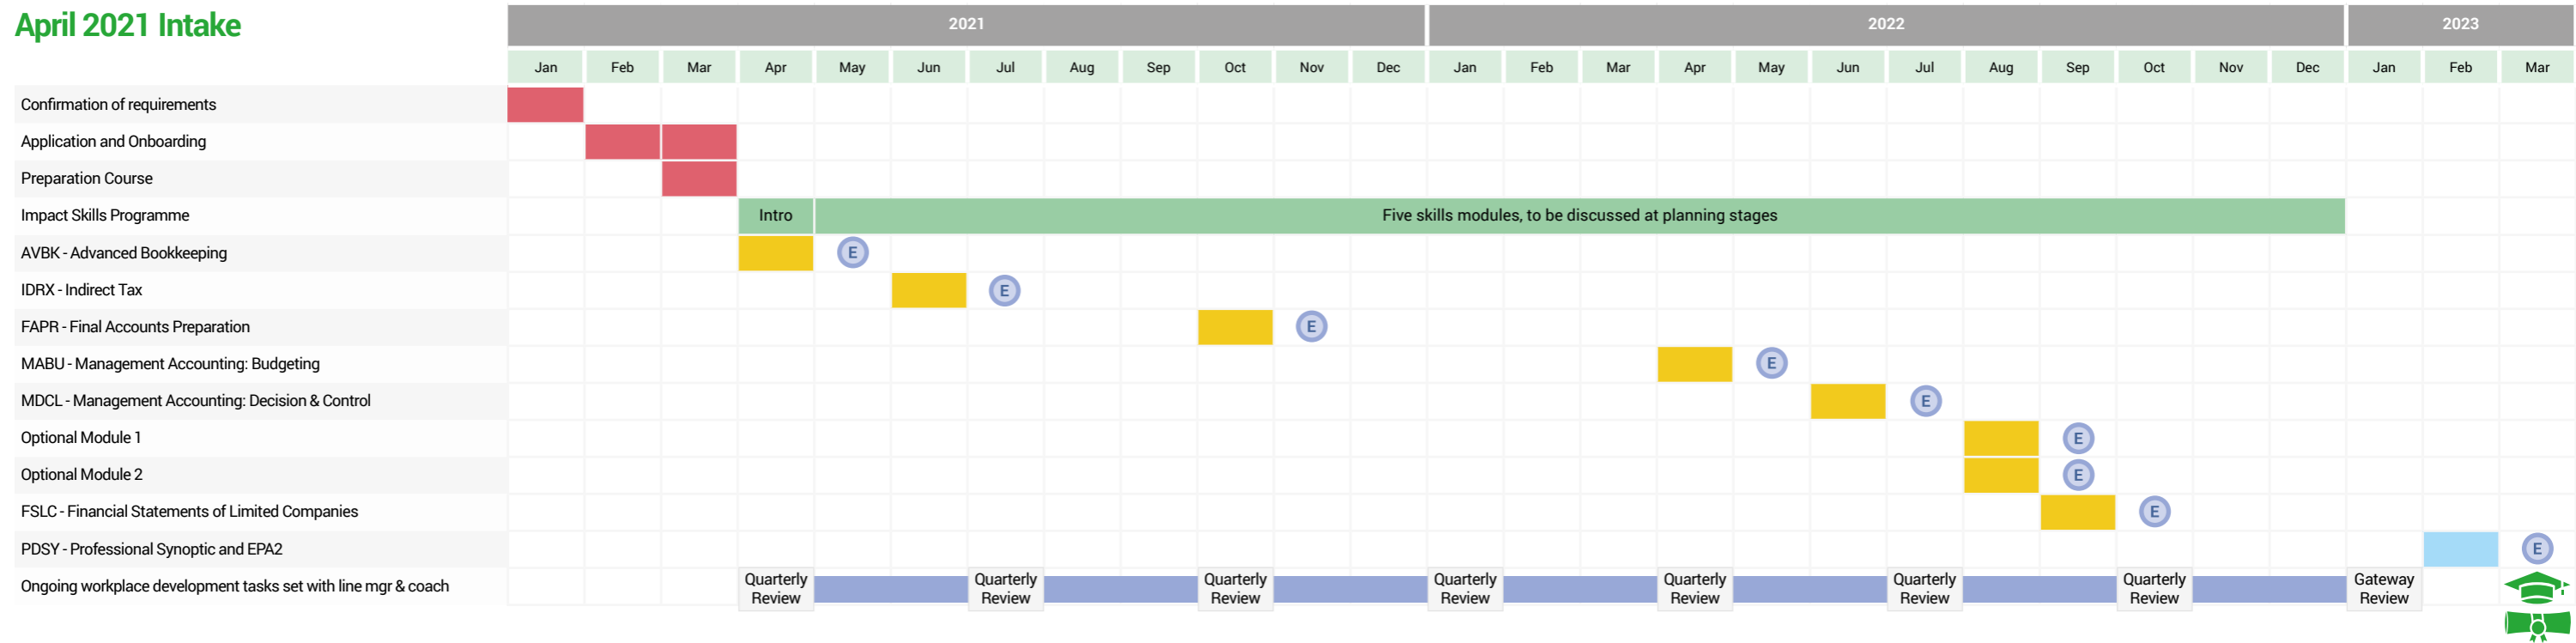 April 2021 Intake
2021 2022 2023
Jan Feb Mar Apr May Jun Jul Aug Sep Oct Nov Dec Jan Feb Mar Apr May Jun Jul Aug Sep Oct Nov Dec Jan Feb Mar
Confirmation of requirements
Application and Onboarding
Preparation Course
Impact Skills Programme Intro Five skills modules, to be discussed at planning stages
AVBK - Advanced Bookkeeping E
IDRX - Indirect Tax E
FAPR - Final Accounts Preparation E
MABU - Management Accounting: Budgeting E
MDCL - Management Accounting: Decision & Control E
Optional Module 1 E
Optional Module 2 E
FSLC - Financial Statements of Limited Companies E
PDSY - Professional Synoptic and EPA2 E
Ongoing workplace development tasks set with line mgr & coach
Quarterly
Review
Quarterly
Review
Quarterly
Review
Quarterly
Review
Quarterly
Review
Quarterly
Review
Quarterly
Review
Gateway
Review